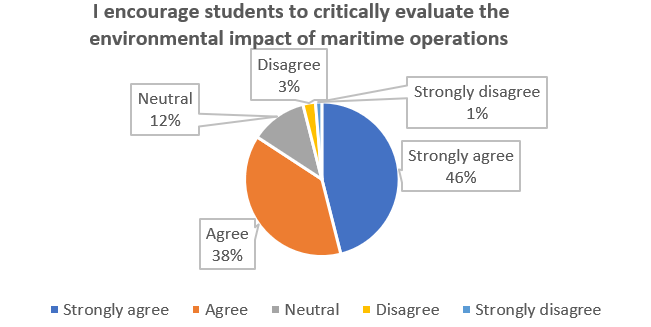 I encourage students to critically evaluate the
environmental impact of maritime operations
Disagree
3%
Strongly disagree
1%
Neutral
12%
Strongly agree
46%
Agree
38%
Strongly agree
Agree
Neutral
Disagree
Strongly disagree